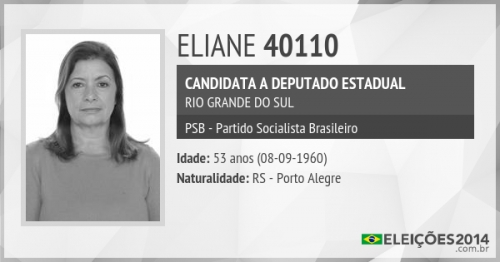 ELIANE 40110
CANDIDATA A DEPUTADO ESTADUAL
RIO GRANDE DO SUL
PSB - Partido Socialista Brasileiro
Idade: 53 anos (08-09-1960)
Naturalidade: RS - Porto Alegre
ELEIÇÕES2014
.com.br